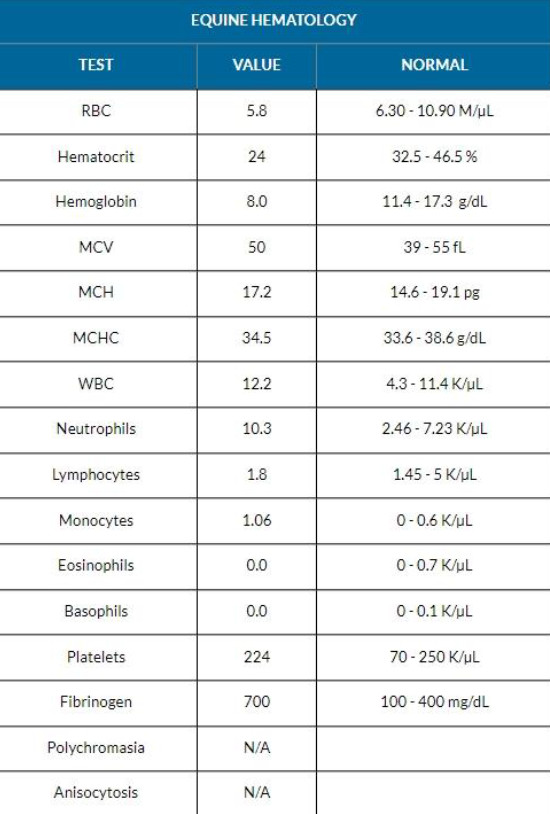 EQUINE HEMATOLOGY
TEST VALUE NORMAL
RBC 5.8 6.30 - 10.90 M/µL
Hematocrit 24 32.5 - 46.5 %
Hemoglobin 8.0 11.4 - 17.3 g/dL
MCV 50 39 - 55 fL
MCH 17.2 14.6 - 19.1 pg
MCHC 34.5 33.6 - 38.6 g/dL
WBC 12.2 4.3 - 11.4 K/µL
Neutrophils 10.3 2.46 - 7.23 K/µL
Lymphocytes 1.8 1.45 - 5 K/µL
Monocytes 1.06 0 - 0.6 K/µL
Eosinophils 0.0 0 - 0.7 K/µL
Basophils 0.0 0 - 0.1 K/µL
Platelets 224 70 - 250 K/µL
Fibrinogen 700 100 - 400 mg/dL
Polychromasia N/A
Anisocytosis N/A